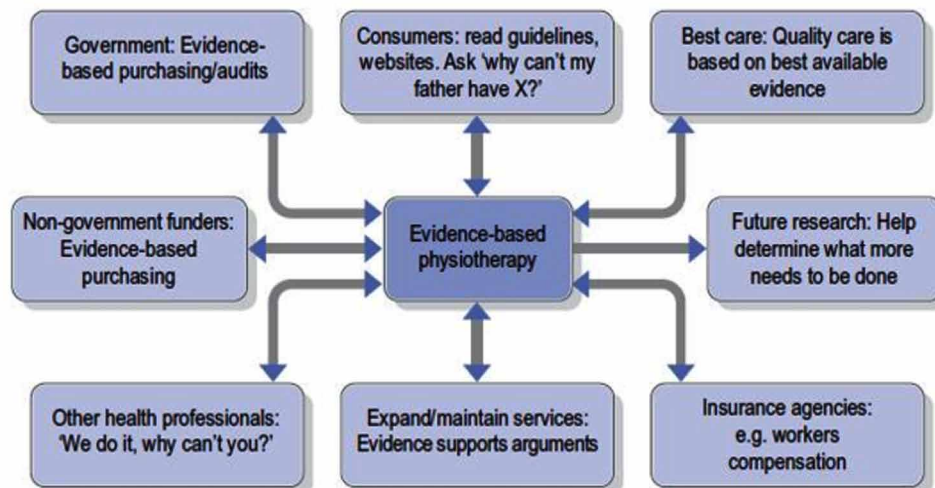 Government: Evidence-
based purchasing/audits
Consumers: read guidelines,
websites. Ask ‘why can’t my
father have X?’
Best care: Quality care is
based on best available
evidence
Non-government funders:
Evidence-based
purchasing
Evidence-based
physiotherapy
Future research: Help
determine what more
needs to be done
Other health professionals:
‘We do it, why can’t you?’
Expand/maintain services:
Evidence supports arguments
Insurance agencies:
e.g. workers
compensation